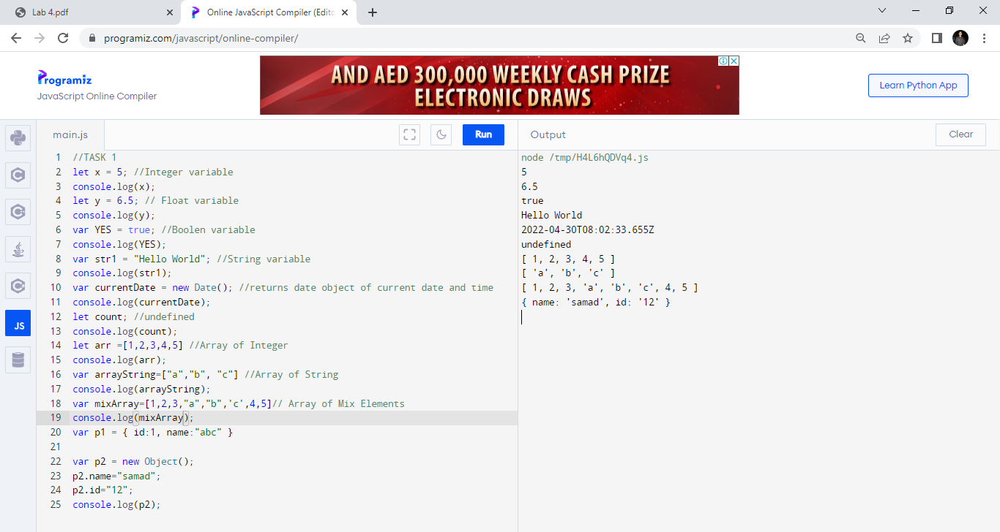 Lab 4.pdf
Online JavaScript Compiler (Edito
programiz.com/javascript/online-compiler/
Programiz
JavaScript Online Compiler
AND AED 300,000 WEEKLY CASH PRIZE
ELECTRONIC DRAWS
Learn Python App
main.js
Run
Output
Clear
1 //TASK 1
2 let x = 5; //Integer variable
3 console.log(x);
4 let y = 6.5; // Float variable
5 console.log(y);
6 var YES = true; //Boolen variable
7 console.log(YES);
8 var str1 = "Hello World"; //String variable
9 console.log(str1);
10 var currentDate = new Date(); //returns date object of current date and time
11 console.log(currentDate);
12 let count; //undefined
13 console.log(count);
14 let arr =[1,2,3,4,5] //Array of Integer
15 console.log(arr);
16 var arrayString=["a","b", "c"] //Array of String
17 console.log(arrayString);
18 var mixArray=[1,2,3,"a","b",'c',4,5]// Array of Mix Elements
19 console.log(mixArray);
20 var p1 = { id:1, name:"abc" }
21
22 var p2 = new Object();
23 p2.name="samad";
24 p2.id="12";
25 console.log(p2);
JS
node /tmp/H4L6hQDVq4.js
5
6.5
true
Hello World
2022-04-30T08:02:33.655Z
undefined
[ 1, 2, 3, 4, 5 ]
[ 'a', 'b', 'c' ]
[ 1, 2, 3, 'a', 'b', 'c', 4, 5 ]
{ name: 'samad', id: '12' }